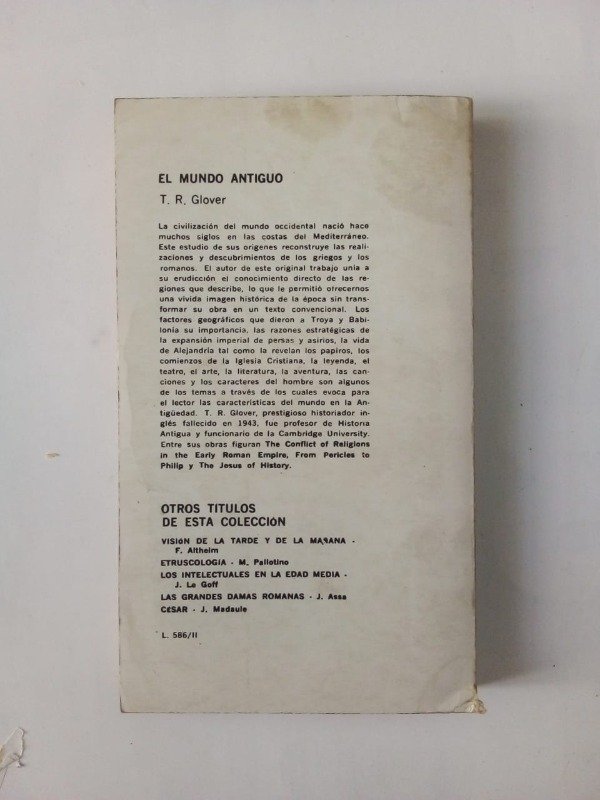 EL MUNDO ANTIGUO
T. R. Glover
La civilización del mundo occidental nació hace
muchos siglos en las costas del Mediterráneo.
Este estudio de sus orígenes reconstruye las reali-
zaciones y descubrimientos de los griegos y los
romanos. El autor de este original trabajo unía a
su erudicción el conocimiento directo de las re-
giones que describe, lo que le permitió ofrecernos
una vívida imagen histórica de la época sin trans-
formar su obra en un texto convencional. Los
factores geográficos que dieron a Troya y Babi-
lonia su importancia, las razones estratégicas de
la expansión imperial de persas y asirios, la vida
de Alejandría tal como la revelan los papiros, los
comienzos de la Iglesia Cristiana, la leyenda, el
teatro, el arte, la literatura, la aventura, las can-
ciones y los caracteres del hombre son algunos
de los temas a través de los cuales evoca para
el lector las características del mundo en la An-
tigüedad. T. R. Glover, prestigioso historiador in-
glés fallecido en 1943, fue profesor de Historia
Antigua y funcionario de la Cambridge University.
Entre sus obras figuran The Conflict of Religions
in the Early Roman Empire, From Pericles to
Philip y The Jesus of History.
OTROS TITULOS
DE ESTA COLECCIÓN
VISIÓN DE LA TARDE Y DE LA MAÑANA -
F. Altheim
ETRUSCOLOGIA - M. Pallotino
LOS INTELECTUALES EN LA EDAD MEDIA -
J. Le Goff
LAS GRANDES DAMAS ROMANAS - J. Assa
CÉSAR - J. Madaule
L. 586/II